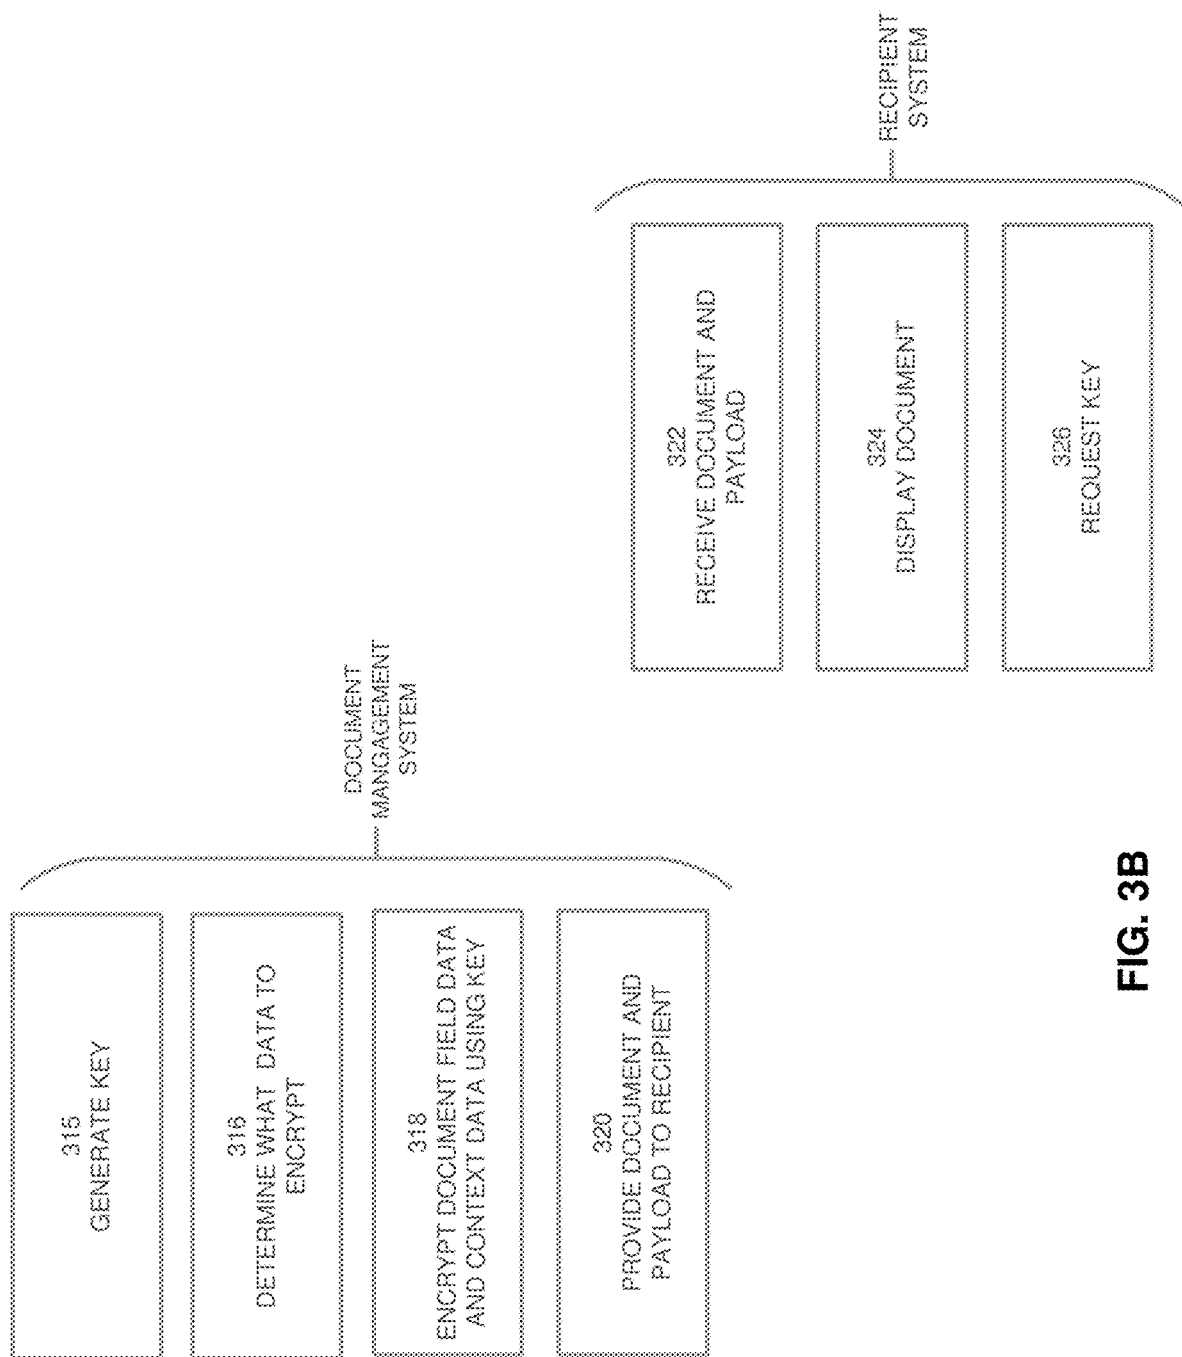 315
GENERATE KEY
316
DETERMINE WHAT DATA TO
ENCRYPT
318
ENCRYPT DOCUMENT FIELD DATA
AND CONTEXT DATA USING KEY
320
PROVIDE DOCUMENT AND
PAYLOAD TO RECIPIENT
DOCUMENT
MANGAGEMENT
SYSTEM
322
RECEIVE DOCUMENT AND
PAYLOAD
324
DISPLAY DOCUMENT
326
REQUEST KEY
RECIPIENT
SYSTEM
FIG. 3B